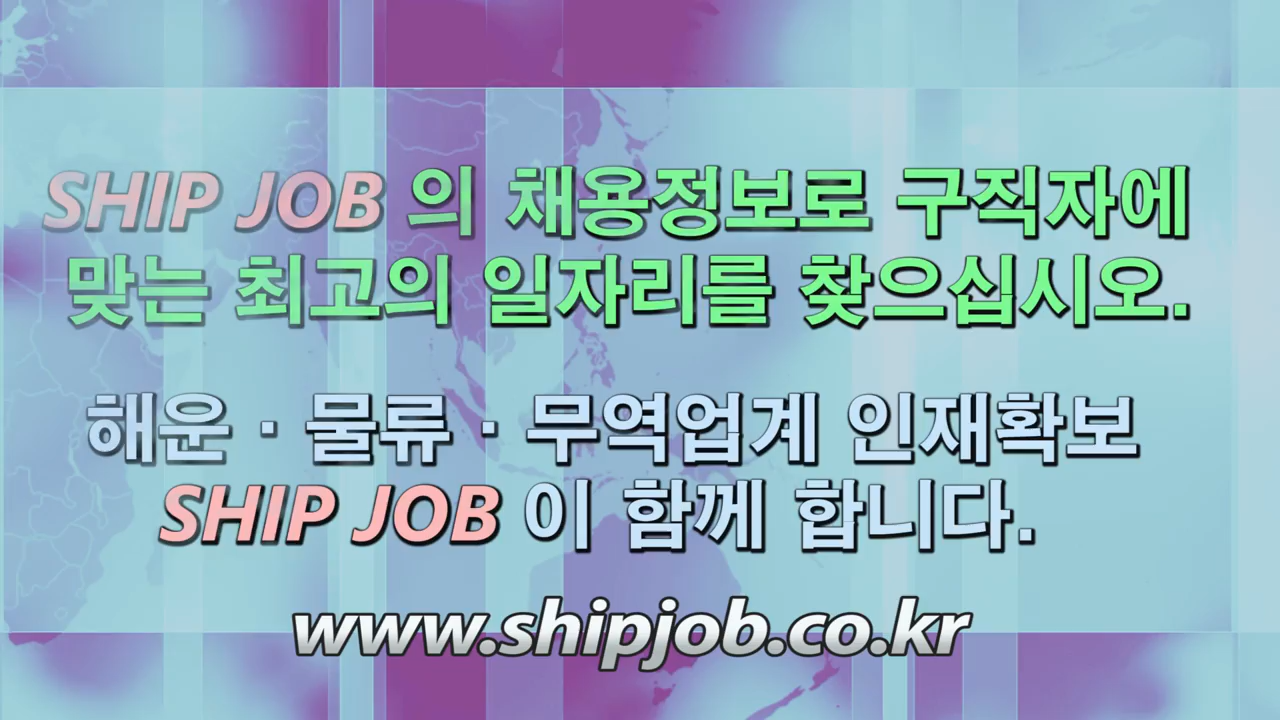 SHIP JOB 의 채용정보로 구직자에
맞는 최고의 일자리를 찾으십시오.
해운 · 물류 · 무역업계 인재확보
SHIP JOB 이 함께 합니다.
www.shipjob.co.kr